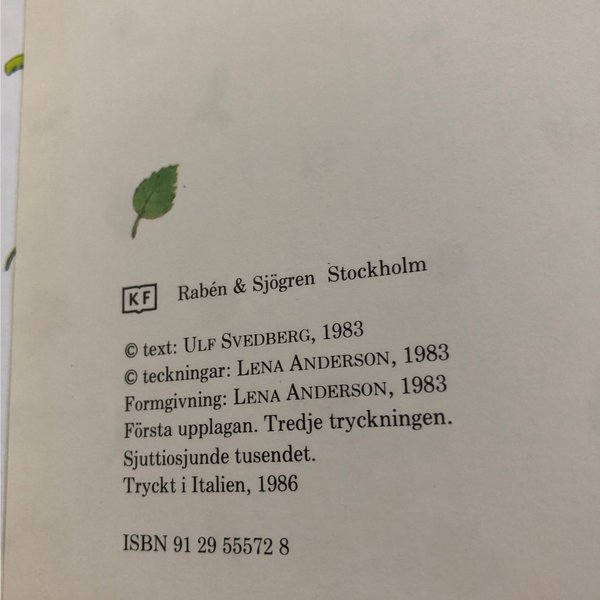 KF Rabén & Sjögren Stockholm
© text: ULF SVEDBERG, 1983
© teckningar: LENA ANDERSON, 1983
Formgivning: LENA ANDERSON, 1983
Första upplagan. Tredje tryckningen.
Sjuttiosjunde tusendet.
Tryckt i Italien, 1986
ISBN 91 29 55572 8